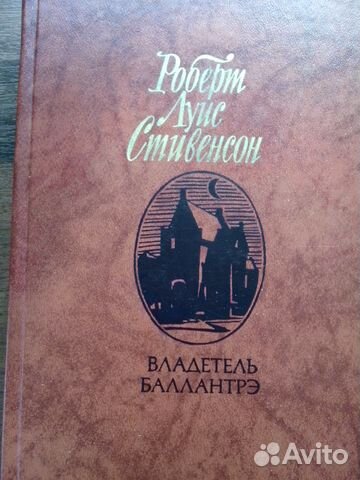 Роберт
Луис
Стивенсон
ВЛАДЕТЕЛЬ
БАЛЛАНТРЭ
Avito